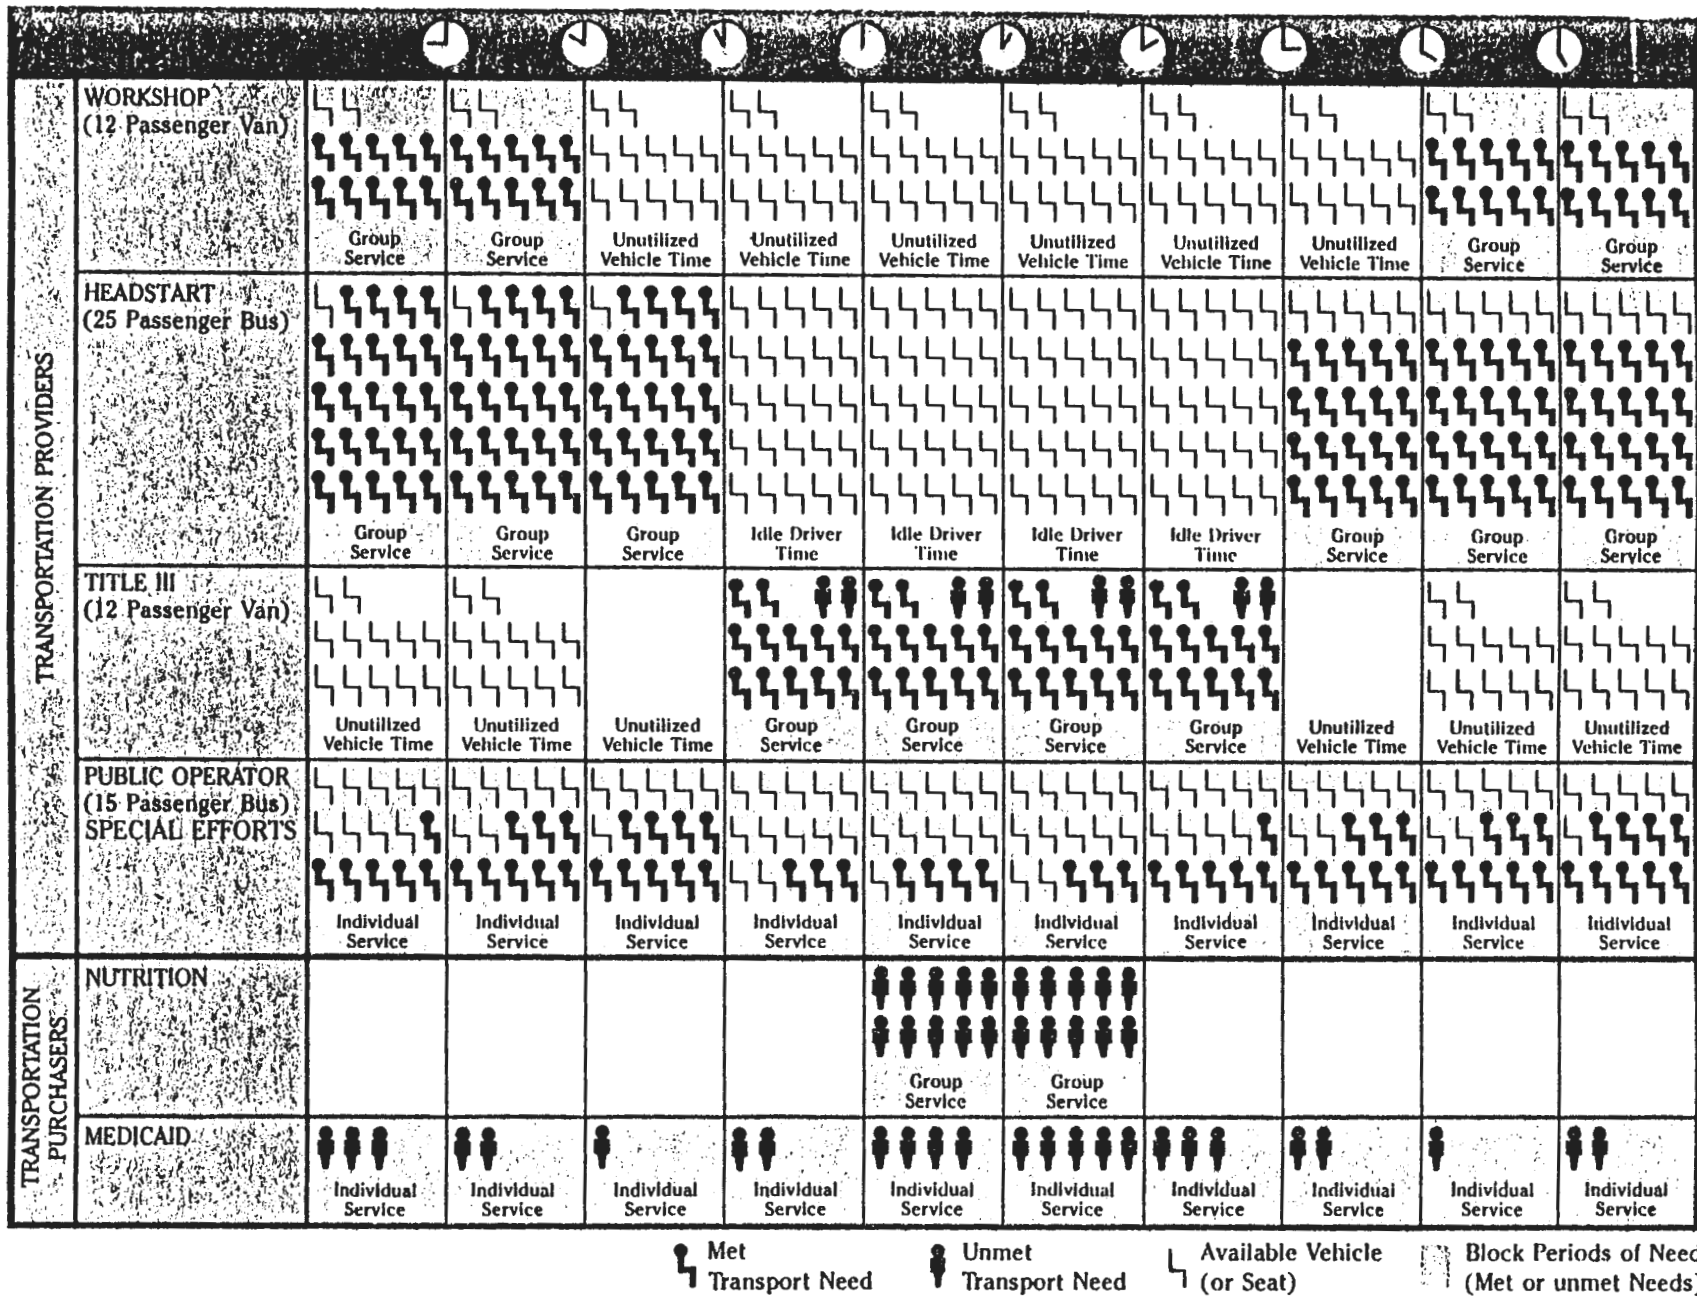 TRANSPORTATION PROVIDERS
WORKSHOP
(12 Passenger Van)
Group
Service
Group
Service
Unutilized
Vehicle Time
Unutilized
Vehicle Time
Unutilized
Vehicle Time
Unutilized
Vehicle Time
Unutilized
Vehicle Time
Unutilized
Vehicle Time
Group
Service
Group
Service
HEADSTART
(25 Passenger Bus)
Group
Service
Group
Service
Group
Service
Idle Driver
Time
Idle Driver
Time
Idle Driver
Time
Idle Driver
Time
Group
Service
Group
Service
Group
Service
TITLE III
(12 Passenger Van)
Unutilized
Vehicle Time
Unutilized
Vehicle Time
Unutilized
Vehicle Time
Group
Service
Group
Service
Group
Service
Group
Service
Unutilized
Vehicle Time
Unutilized
Vehicle Time
Unutilized
Vehicle Time
PUBLIC OPERATOR
(15 Passenger Bus)
SPECIAL EFFORTS
Individual
Service
Individual
Service
Individual
Service
Individual
Service
Individual
Service
Individual
Service
Individual
Service
Individual
Service
Individual
Service
Individual
Service
TRANSPORTATION
PURCHASERS
NUTRITION
Group
Service
Group
Service
MEDICAID
Individual
Service
Individual
Service
Individual
Service
Individual
Service
Individual
Service
Individual
Service
Individual
Service
Individual
Service
Individual
Service
Individual
Service
Met
Transport Need
Unmet
Transport Need
Available Vehicle
(or Seat)
Block Periods of Need
(Met or unmet Needs)